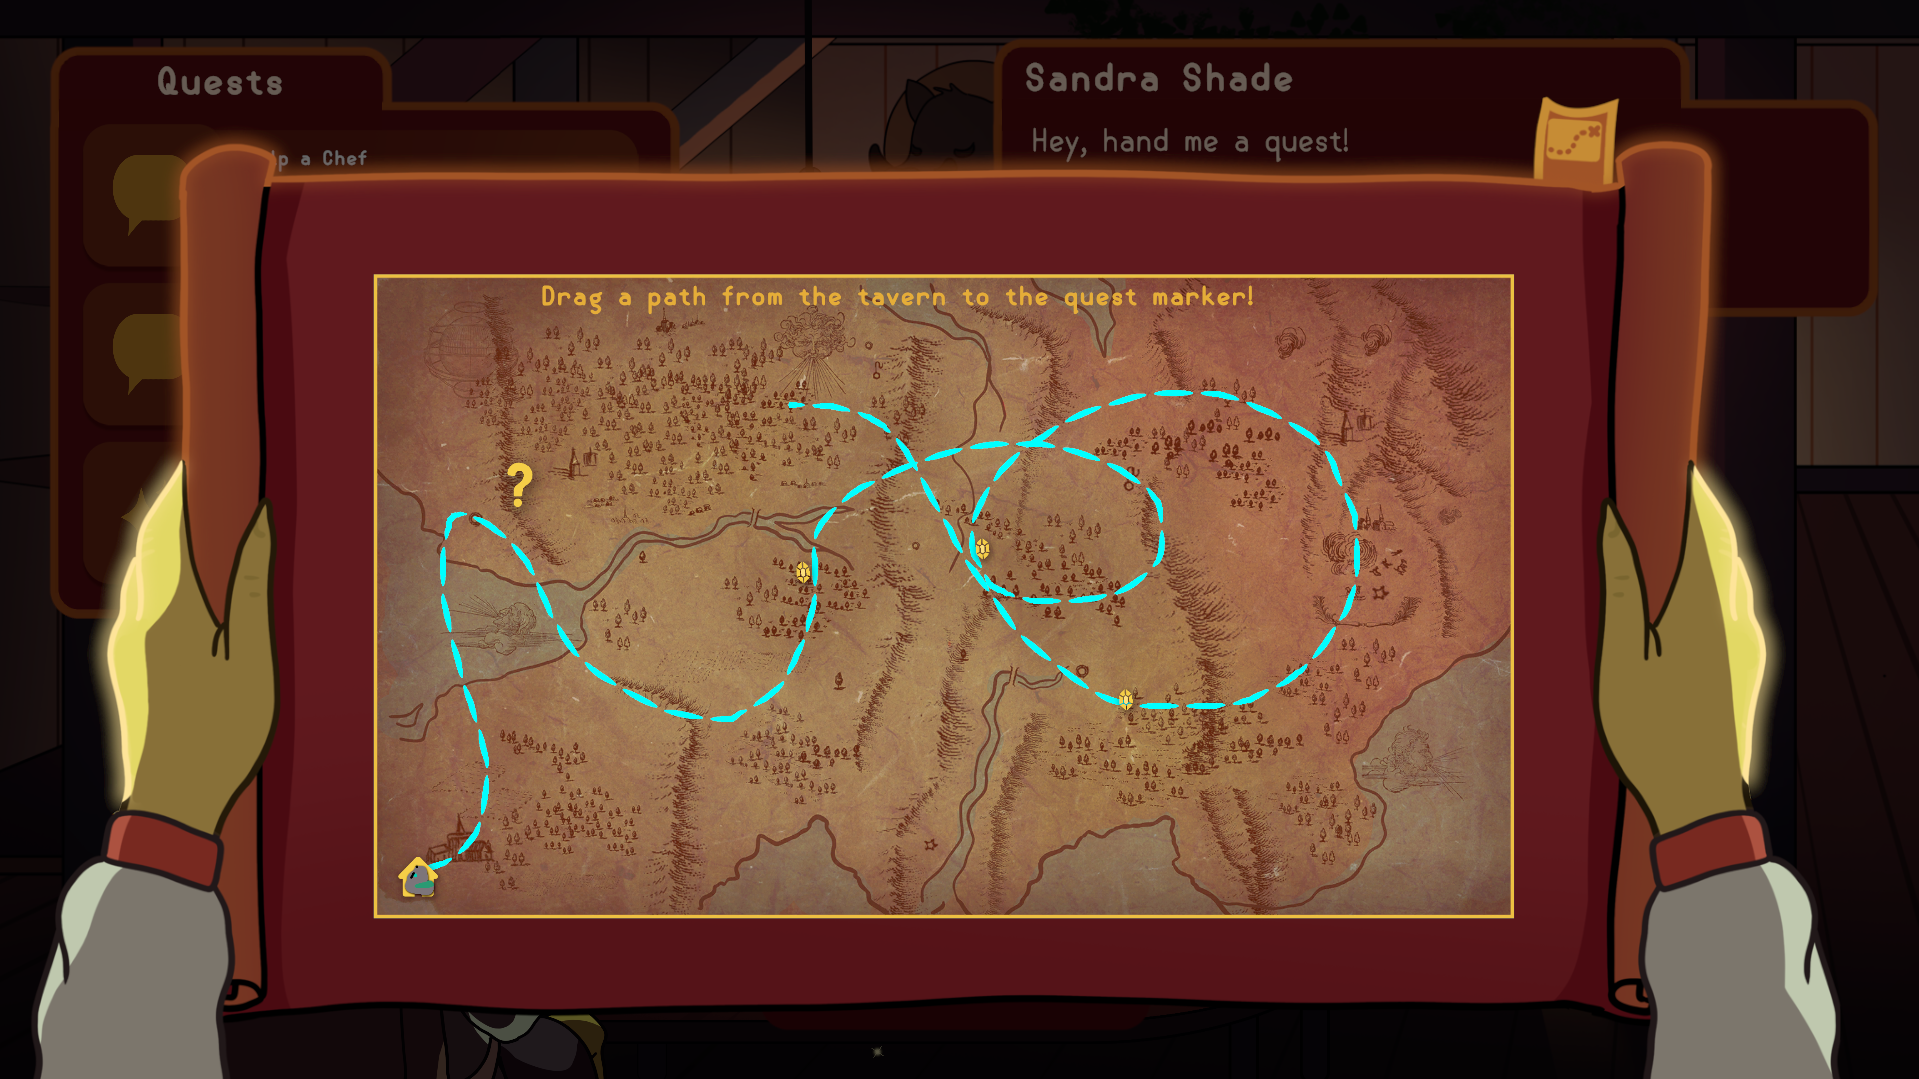 Quests
Sandra Shade
Hey, hand me a quest!
a Chef
Drag a path from the tavern to the quest marker!
?